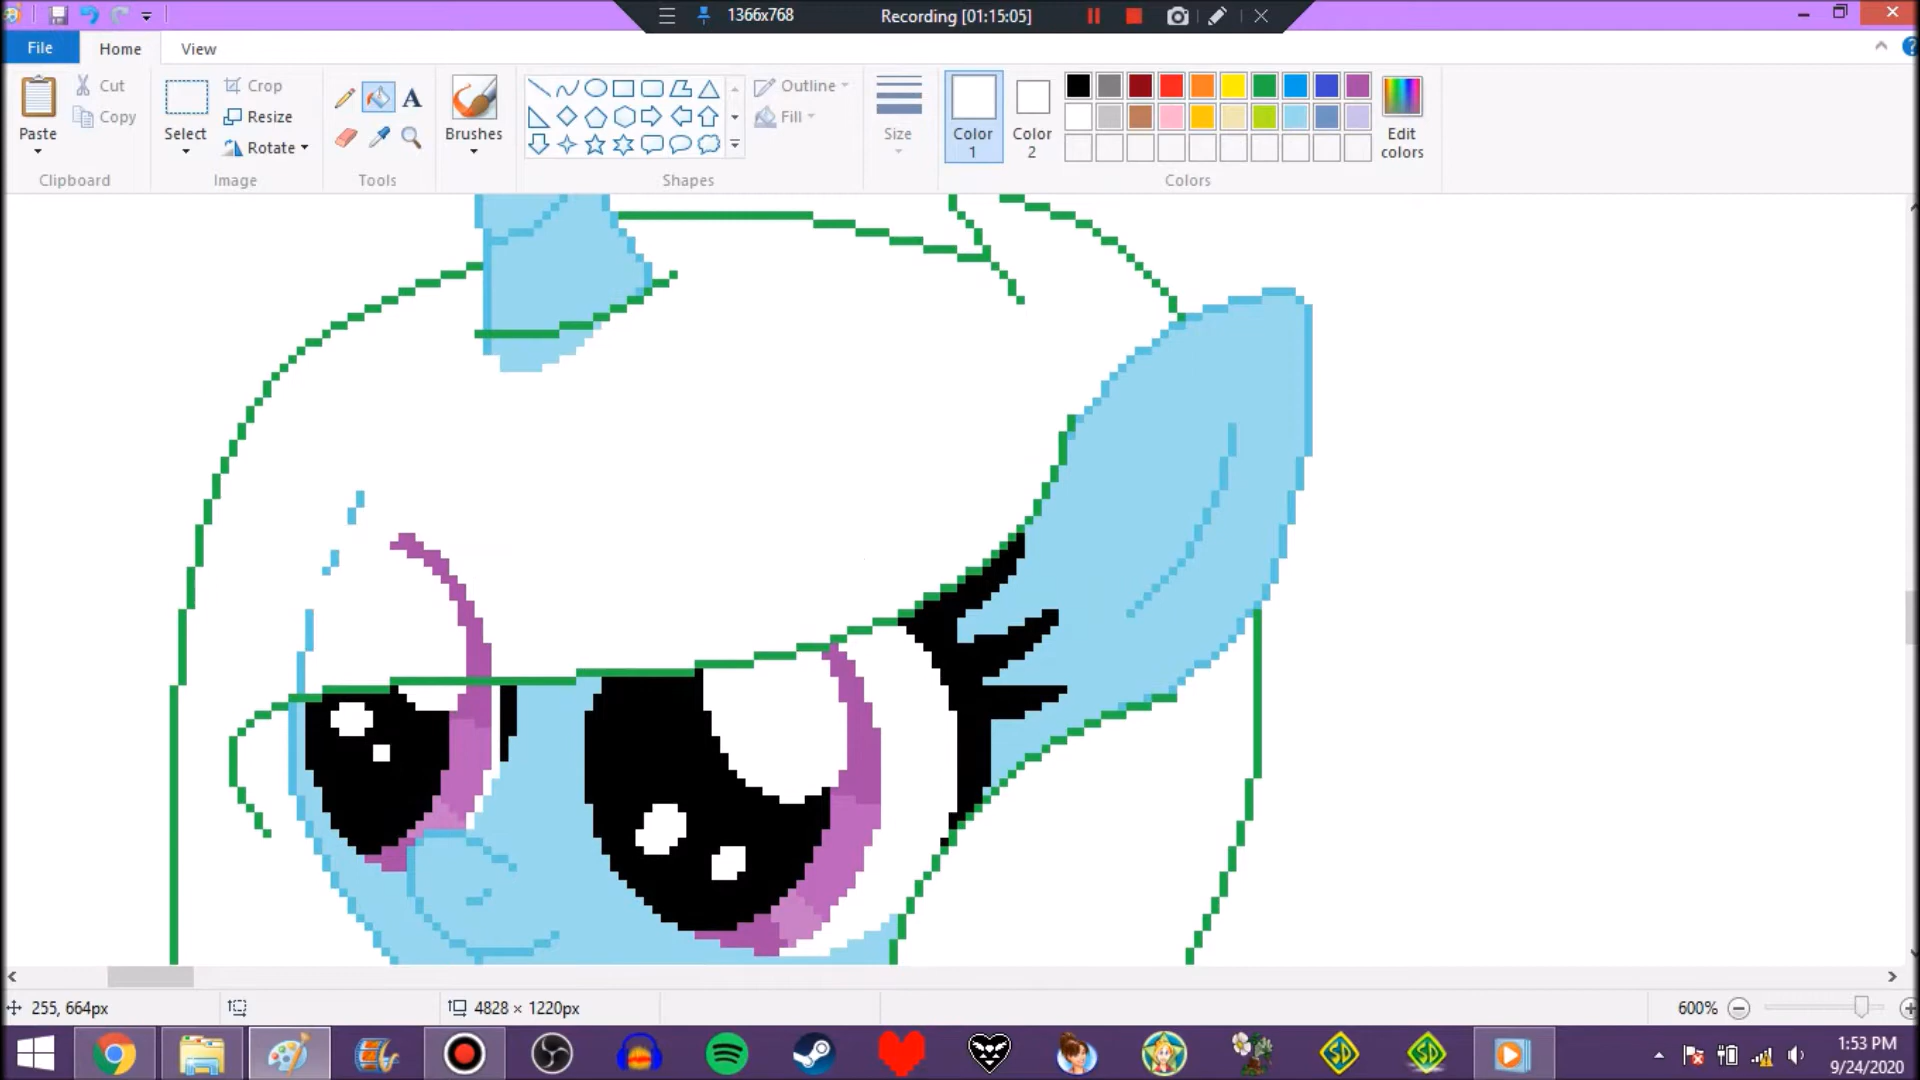 1366x768
Recording [01:15:05]
File
Home
View
Paste
Cut
Copy
Clipboard
Select
Crop
Resize
Rotate
Image
A
Tools
Brushes
Shapes
Outline
Fill
Size
Color
1
Color
2
Edit
colors
Colors
255, 664px
4828 × 1220px
600%
SD
SD
1:53 PM
9/24/2020